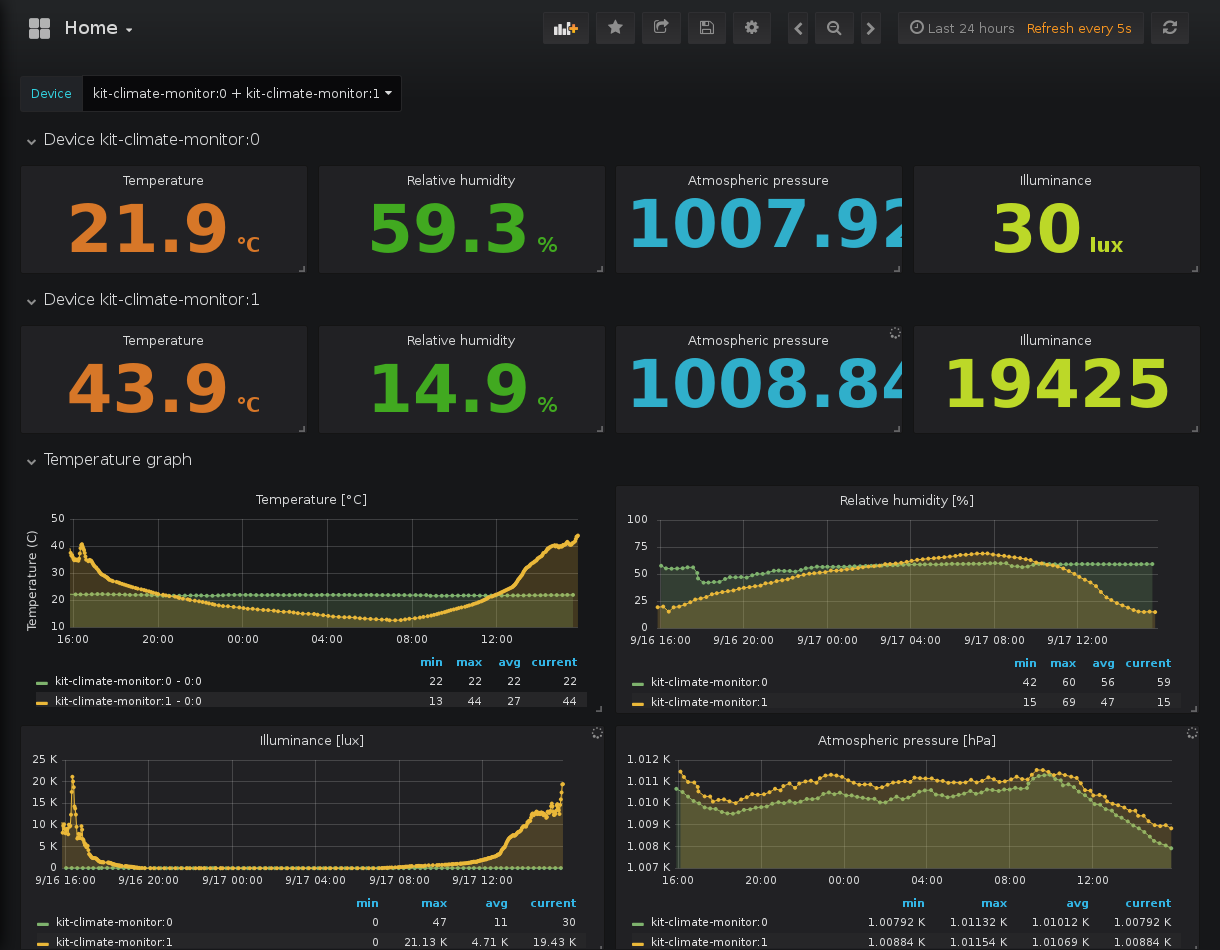 Home
Last 24 hours Refresh every 5s
Device kit-climate-monitor:0 + kit-climate-monitor:1
Device kit-climate-monitor:0
Temperature Relative humidity Atmospheric pressure Illuminance
21.9 °C 59.3 % 1007.92 30 lux
Device kit-climate-monitor:1
Temperature Relative humidity Atmospheric pressure Illuminance
43.9 °C 14.9 % 1008.84 19425
Temperature graph
Temperature [°C]
Temperature (C)
50
40
30
20
10
16:00 20:00 00:00 04:00 08:00 12:00
min max avg current
kit-climate-monitor:0 - 0:0 22 22 22 22
kit-climate-monitor:1 - 0:0 13 44 27 44
Relative humidity [%]
100
75
50
25
0
9/16 16:00 9/16 20:00 9/17 00:00 9/17 04:00 9/17 08:00 9/17 12:00
min max avg current
kit-climate-monitor:0 42 60 56 59
kit-climate-monitor:1 15 69 47 15
Illuminance [lux]
25 K
20 K
15 K
10 K
5 K
0
9/16 16:00 9/16 20:00 9/17 00:00 9/17 04:00 9/17 08:00 9/17 12:00
min max avg current
kit-climate-monitor:0 0 47 11 30
kit-climate-monitor:1 0 21.13 K 4.71 K 19.43 K
Atmospheric pressure [hPa]
1.012 K
1.011 K
1.010 K
1.009 K
1.008 K
1.007 K
16:00 20:00 00:00 04:00 08:00 12:00
min max avg current
kit-climate-monitor:0 1.00792 K 1.01132 K 1.01012 K 1.00792 K
kit-climate-monitor:1 1.00884 K 1.01154 K 1.01069 K 1.00884 K